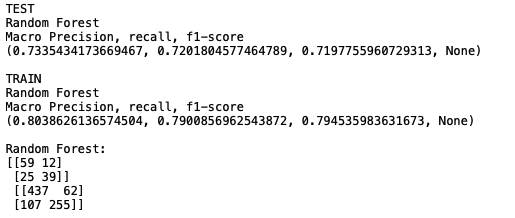 TEST
Random Forest
Macro Precision, recall, f1-score
(0.7335434173669467, 0.7201804577464789, 0.7197755960729313, None)
TRAIN
Random Forest
Macro Precision, recall, f1-score
(0.8038626136574504, 0.7900856962543872, 0.794535983631673, None)
Random Forest:
[[59 12]
[25 39]]
[[437 62]
[107 255]]